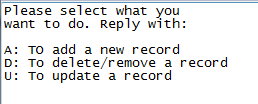 Please select what you
want to do. Reply with:
A: To add a new record
D: To delete/remove a record
U: To update a record